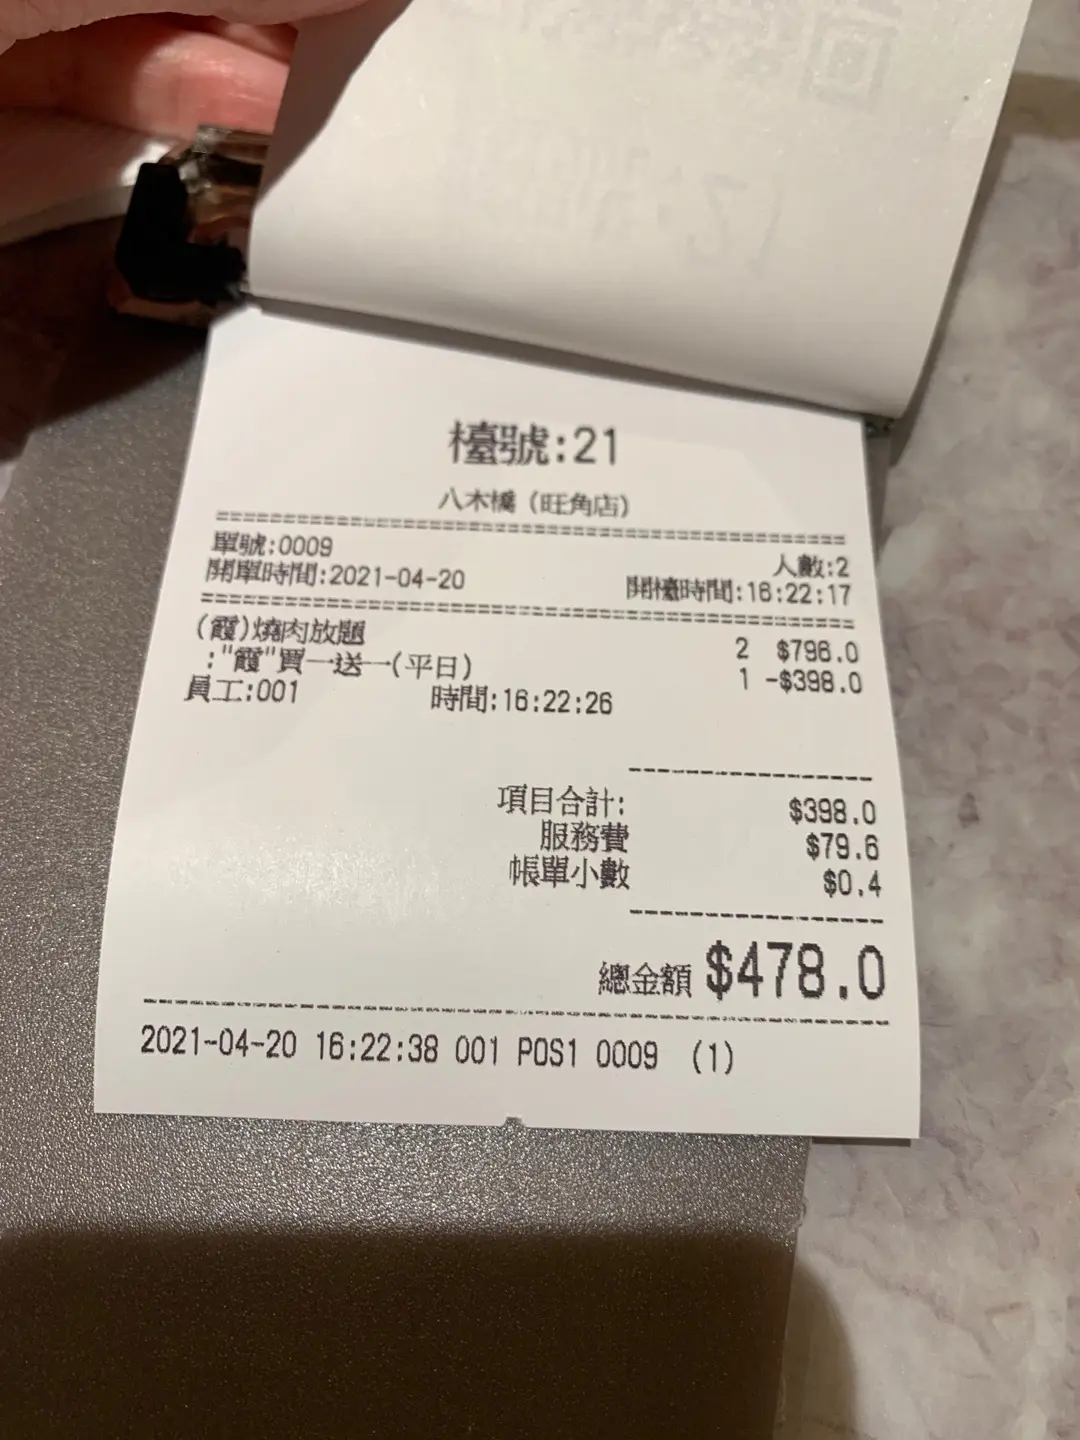 檯號:21
八木橋 (旺角店)
單號:0009 人數:2
開單時間:2021-04-20 開檯時間:16:22:17
(霞)燒肉放題 2 $796.0
:"霞"買一送一(平日) 1 -$398.0
員工:001 時間:16:22:26
項目合計: $398.0
服務費 $79.6
帳單小數 $0.4
總金額 $478.0
2021-04-20 16:22:38 001 POS1 0009 (1)